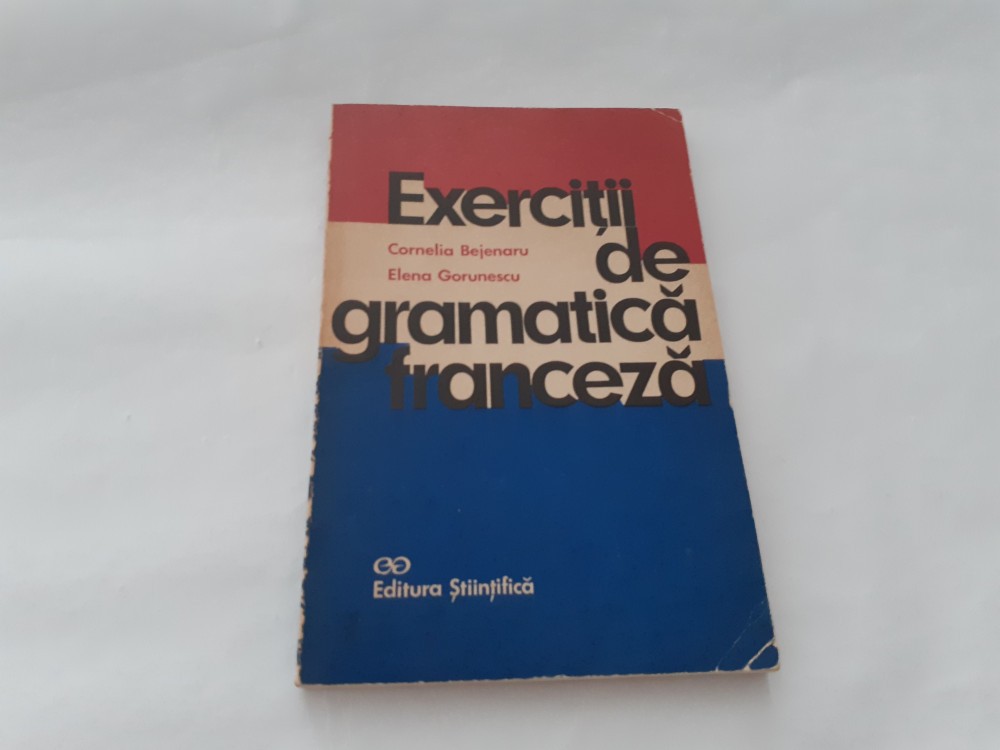 Exerciții
Cornelia Bejenaru
de
Elena Gorunescu
gramatică
franceză
Editura Științifică